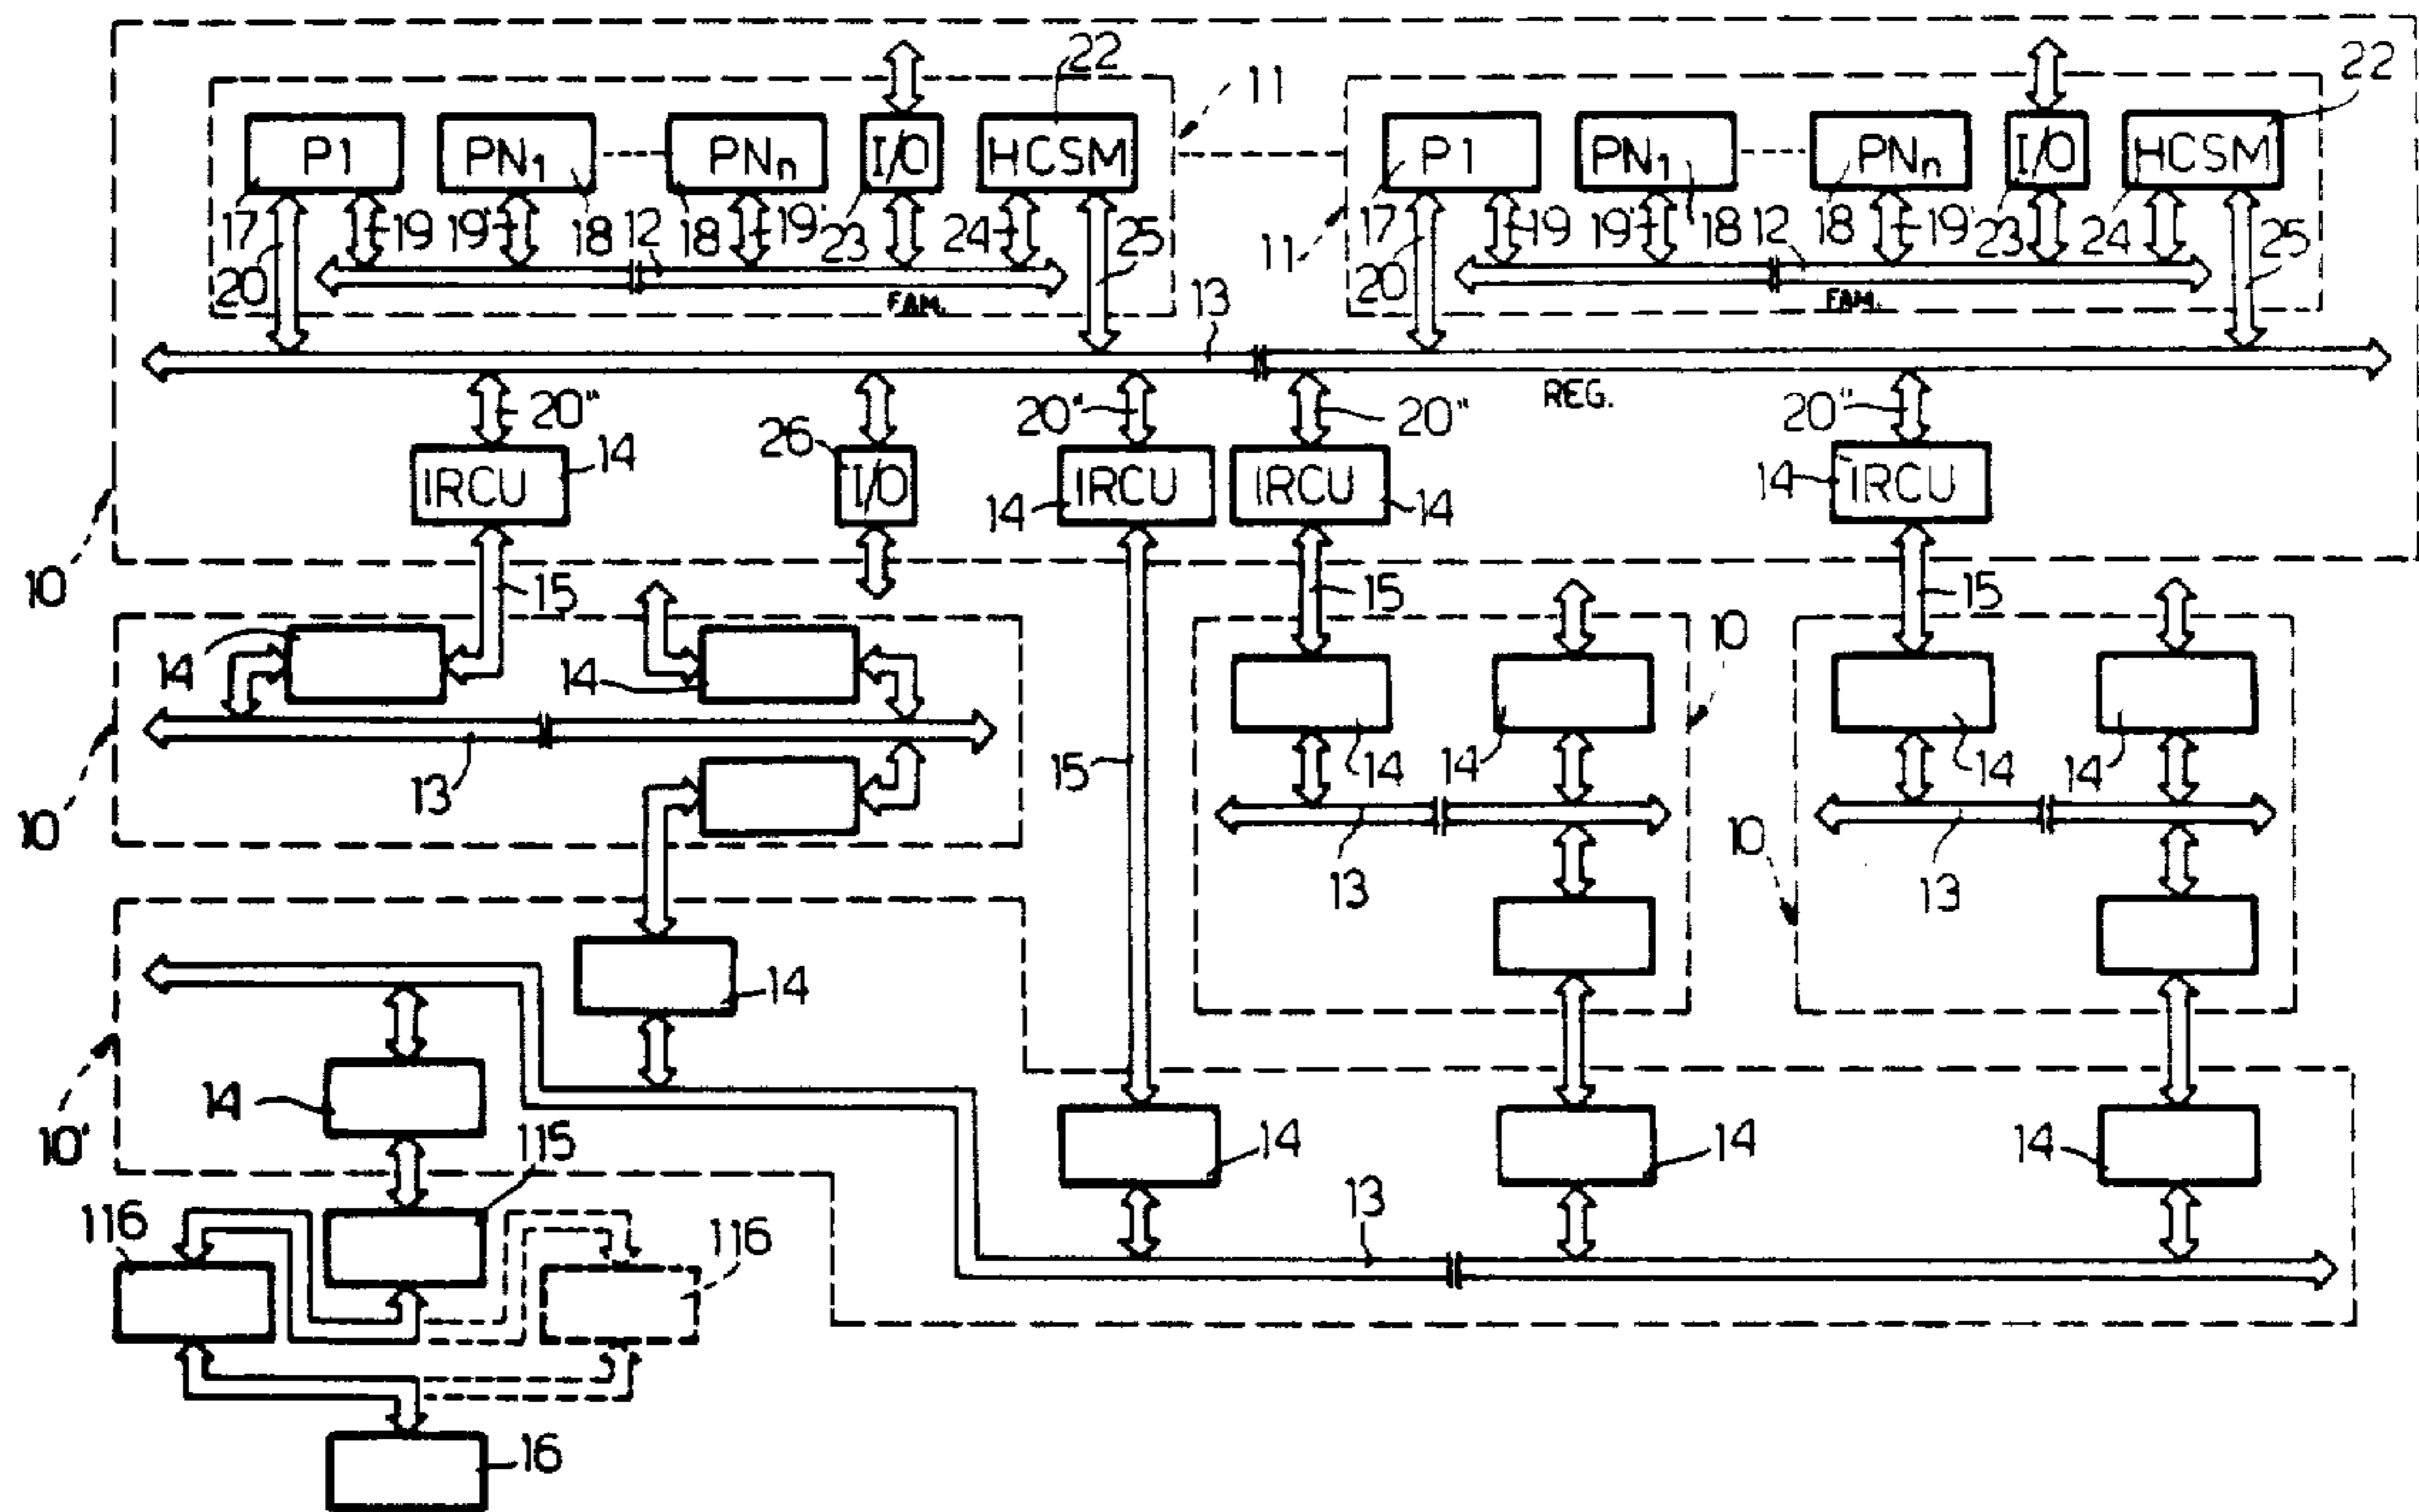 22 11 22
P1 PN₁ PNₙ I/O HCSM P1 PN₁ PNₙ I/O HCSM
17 19 19' 18 12 18 19' 23 24 25 11 17 19 19' 18 12 18 19' 23 24 25
20 20
FAM. FAM.
13
REG.
20" 20" 20" 20"
26
IRCU 14 I/O 14 IRCU IRCU 14 14 IRCU
10 15 15 15
14 14 10
14 14 14 14
13 15
10 10
13 13
14
14
10' 115 14 14 14
116 116 13
16